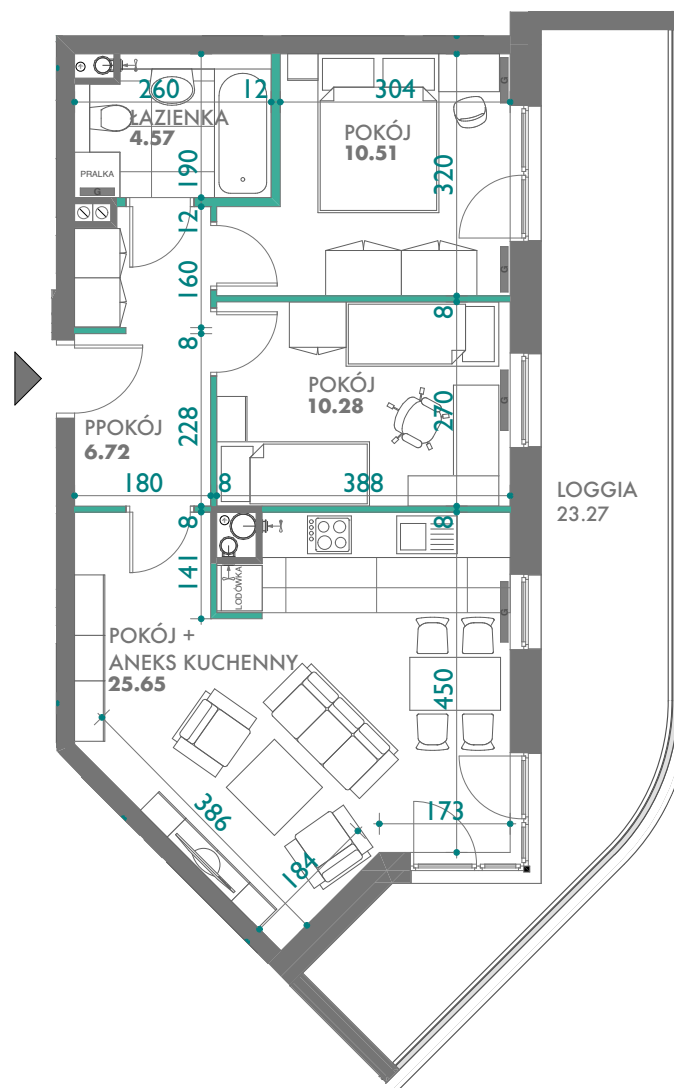 260
12
304
ŁAZIENKA
4.57
POKÓJ
10.51
PRALKA
G
190
320
G
12
160
G
8
8
POKÓJ
10.28
G
270
PPOKÓJ
6.72
228
180
8
388
LOGGIA
23.27
8
8
141
LODÓWKA
G
POKÓJ +
ANEKS KUCHENNY
25.65
450
386
173
184